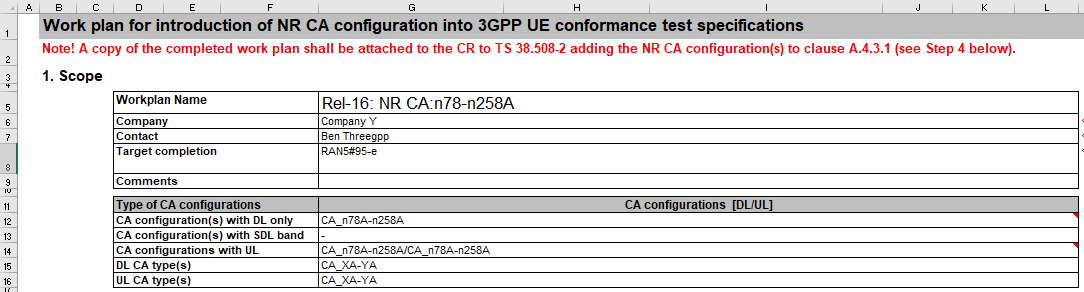 A B C D E F G H I J K L
1 Work plan for introduction of NR CA configuration into 3GPP UE conformance test specifications
2 Note! A copy of the completed work plan shall be attached to the CR to TS 38.508-2 adding the NR CA configuration(s) to clause A.4.3.1 (see Step 4 below).
3 1. Scope
4
5 Workplan Name Rel-16: NR CA:n78-n258A
6 Company Company Y
7 Contact Ben Threegpp
8 Target completion RAN5#95-e
9 Comments
10
11 Type of CA configurations CA configurations [DL/UL]
12 CA configuration(s) with DL only CA_n78A-n258A
13 CA configuration(s) with SDL band -
14 CA configurations with UL CA_n78A-n258A/CA_n78A-n258A
15 DL CA type(s) CA_XA-YA
16 UL CA type(s) CA_XA-YA